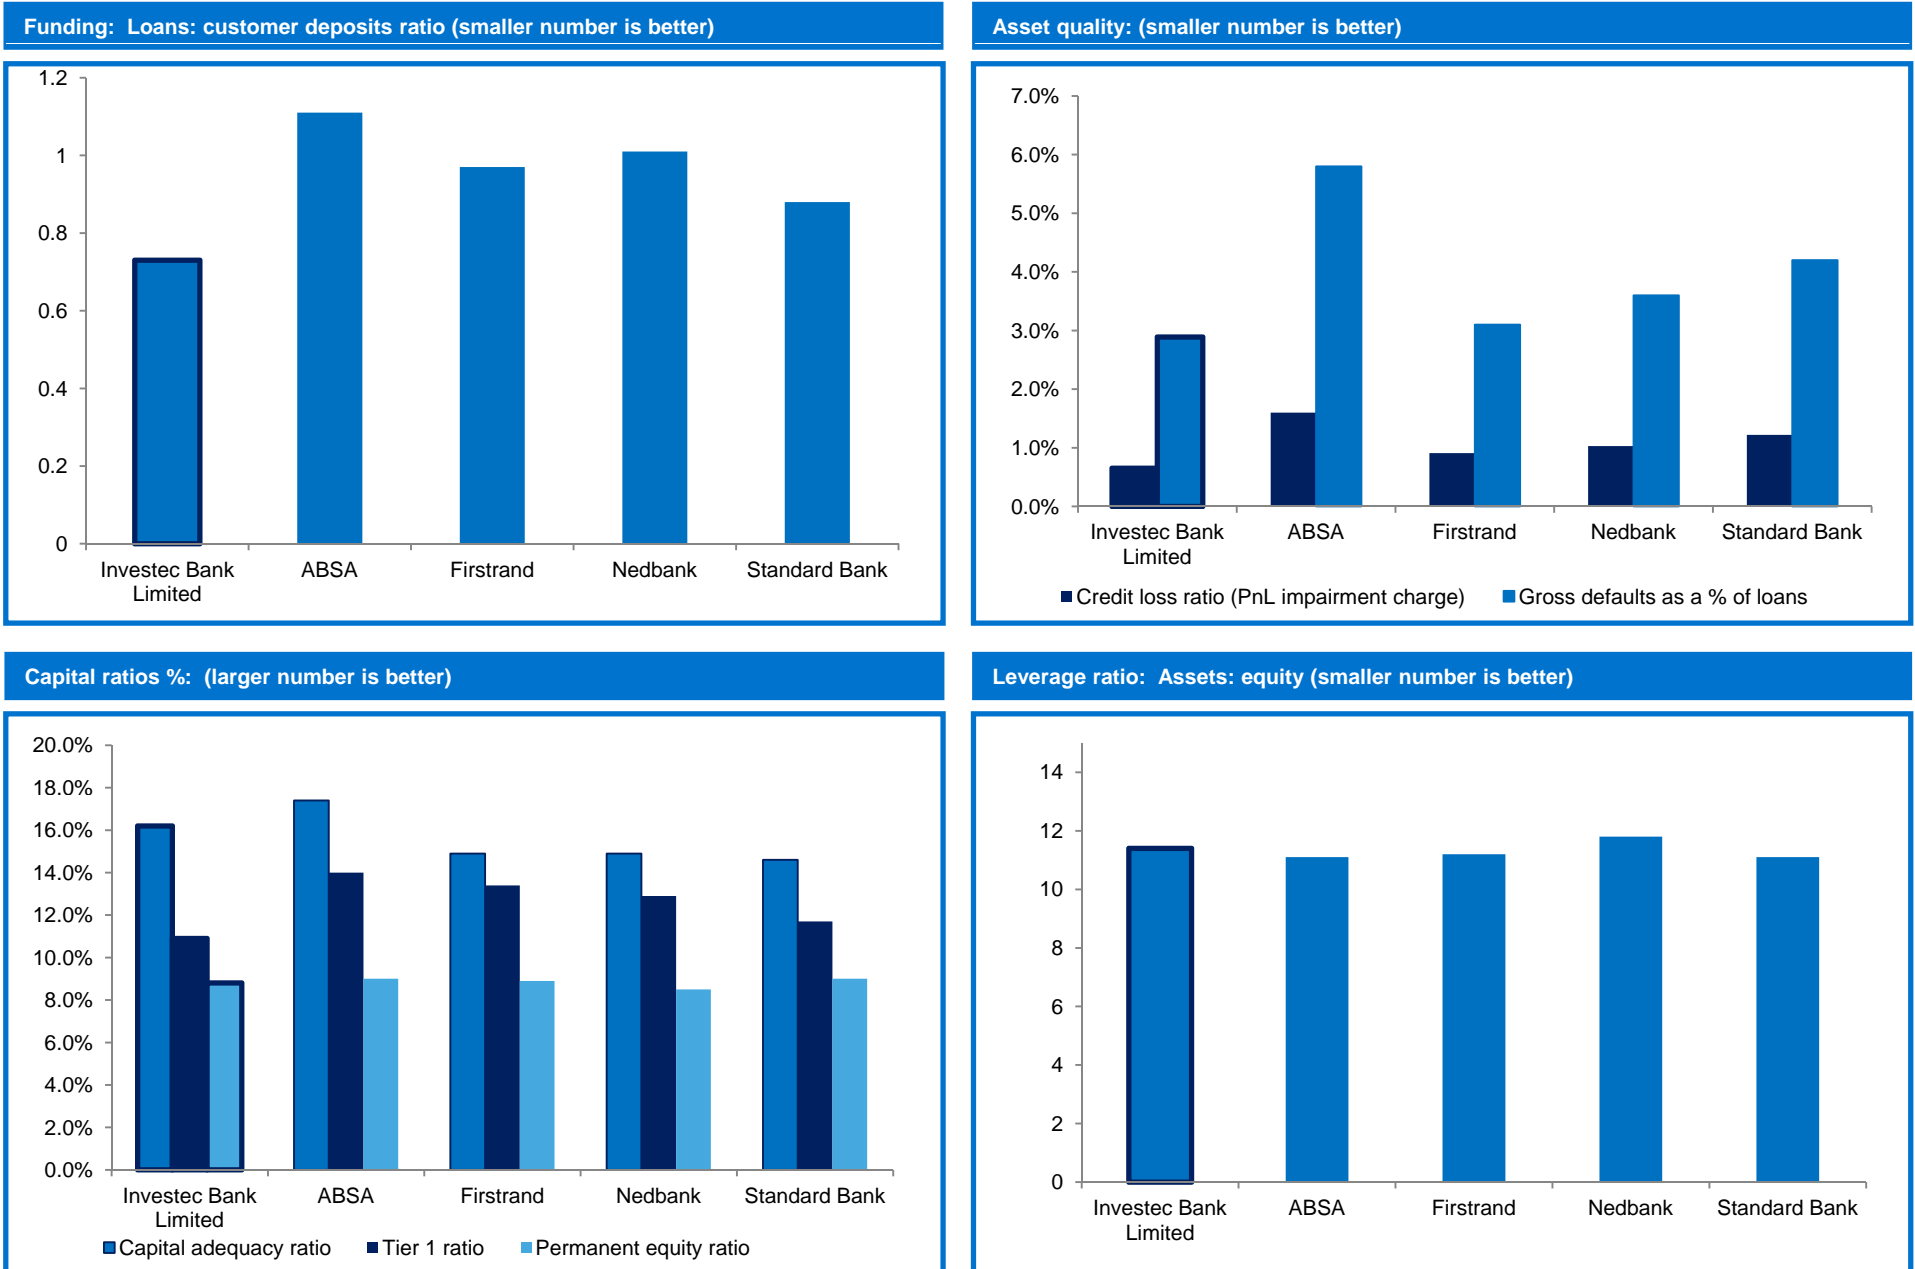 Funding: Loans: customer deposits ratio (smaller number is better)
1.2
1
0.8
0.6
0.4
0.2
0
Investec Bank Limited
ABSA
Firstrand
Nedbank
Standard Bank
Asset quality: (smaller number is better)
7.0%
6.0%
5.0%
4.0%
3.0%
2.0%
1.0%
0.0%
Investec Bank Limited
ABSA
Firstrand
Nedbank
Standard Bank
Credit loss ratio (PnL impairment charge)
Gross defaults as a % of loans
Capital ratios %: (larger number is better)
20.0%
18.0%
16.0%
14.0%
12.0%
10.0%
8.0%
6.0%
4.0%
2.0%
0.0%
Investec Bank Limited
ABSA
Firstrand
Nedbank
Standard Bank
Capital adequacy ratio
Tier 1 ratio
Permanent equity ratio
Leverage ratio: Assets: equity (smaller number is better)
14
12
10
8
6
4
2
0
Investec Bank Limited
ABSA
Firstrand
Nedbank
Standard Bank